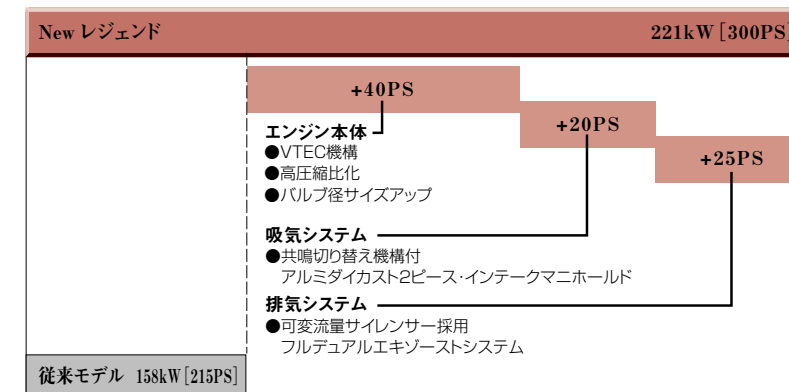 New レジェンド 221kW[300PS]
+40PS
+20PS
+25PS
エンジン本体
●VTEC機構
●高圧縮比化
●バルブ径サイズアップ
吸気システム
●共鳴切り替え機構付
アルミダイカスト2ピース・インテークマニホールド
排気システム
●可変流量サイレンサー採用
フルデュアルエキゾーストシステム
従来モデル 158kW[215PS]